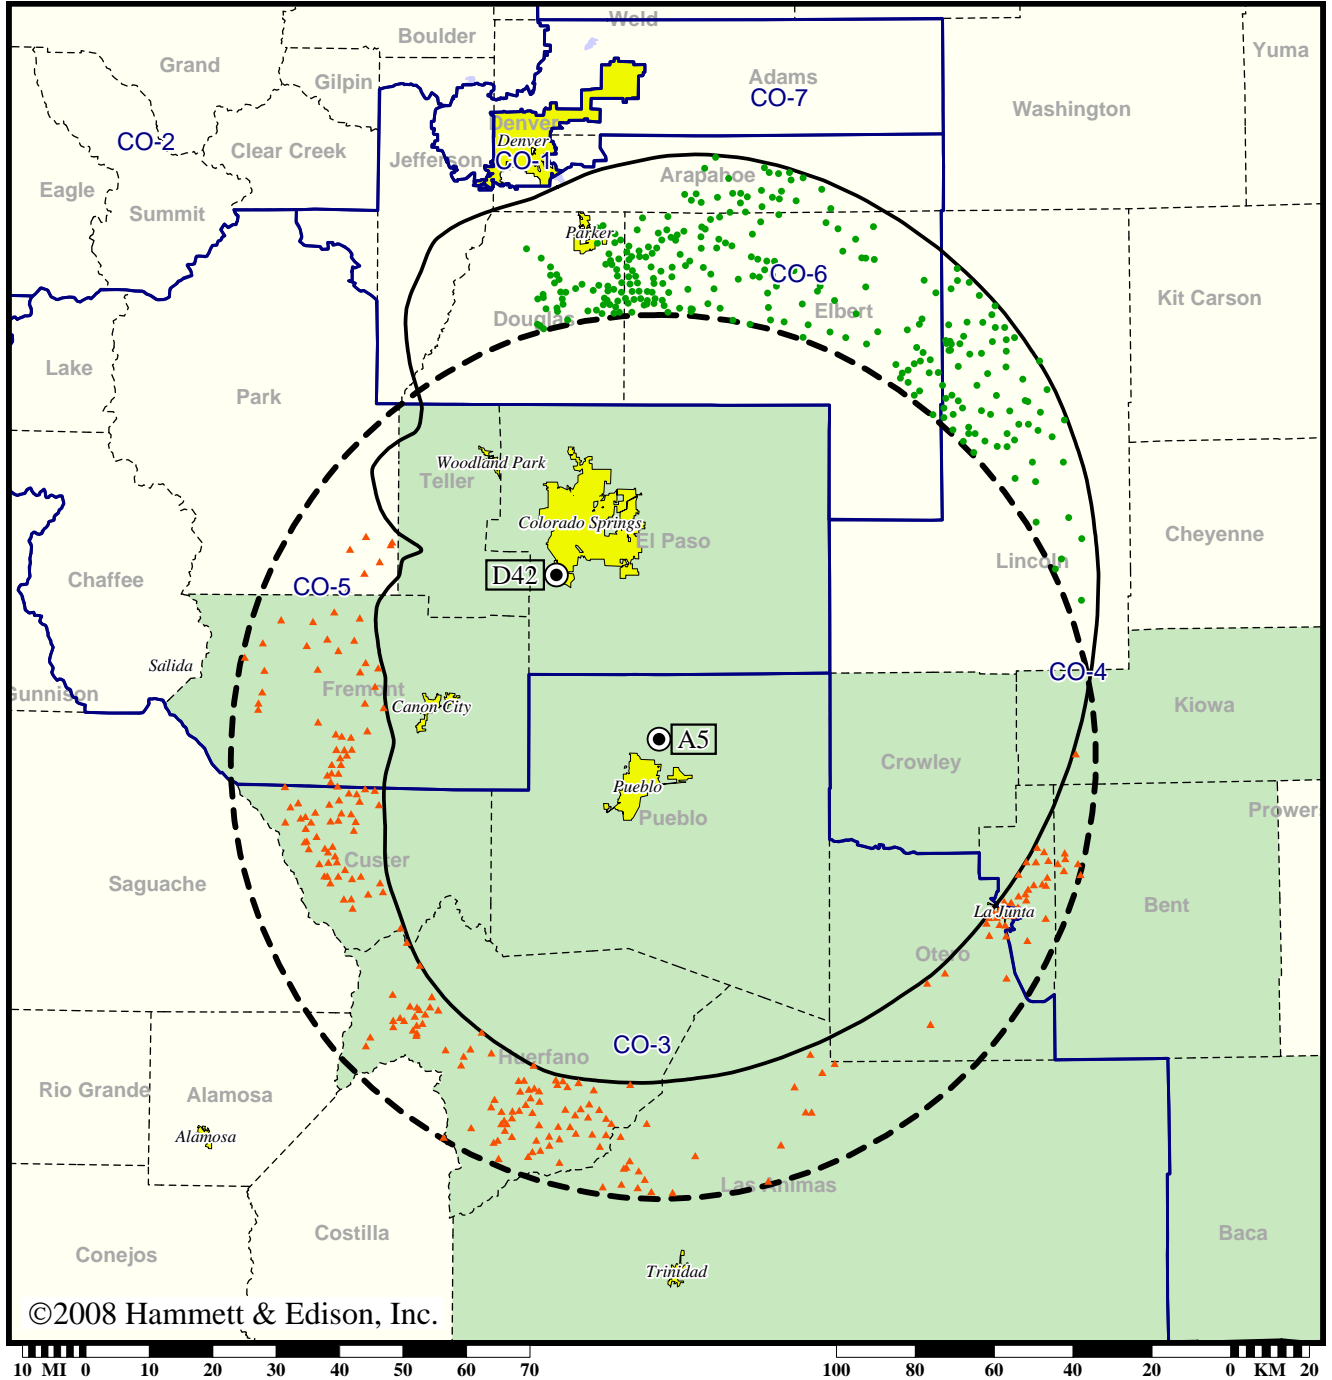 Weld
Boulder
Grand
Gilpin
Yuma
Adams
CO-7
Washington
CO-2
Denver
Denver
Clear Creek
Jefferson
CO-1
Arapahoe
Eagle
Summit
Parker
CO-6
Kit Carson
Elbert
Douglas
Lake
Park
Woodland Park
Teller
Colorado Springs
El Paso
Cheyenne
Lincoln
D42
Chaffee
CO-5
Salida
CO-4
Gunnison
Fremont
Canon City
Kiowa
A5
Crowley
Pueblo
Pueblo
Prowers
Custer
Saguache
La Junta
Bent
Otero
CO-3
Huerfano
Rio Grande
Alamosa
Alamosa
Las Animas
Costilla
Baca
Conejos
Trinidad
©2008 Hammett & Edison, Inc.
10 MI 0 10 20 30 40 50 60 70
100 80 60 40 20 0 KM 20